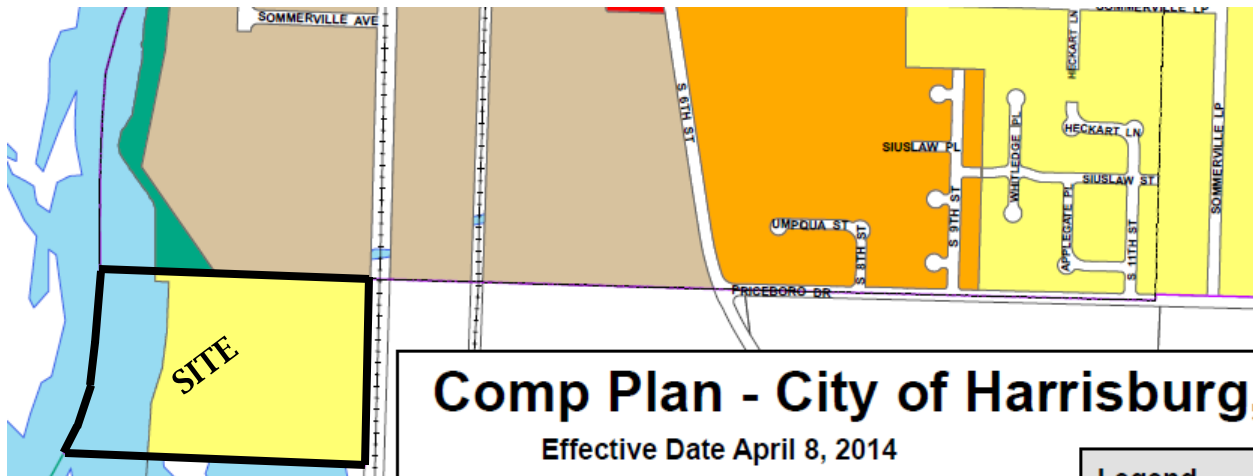 SOMMERVILLE AVE
SOMMERVILLE LP
HECKART LN
S 6TH ST
SIUSLAW PL
WHITLEDGE PL
HECKART LN
SIUSLAW ST
SOMMERVILLE LP
S 9TH ST
APPLEGATE PL
UMPQUA ST
S 8TH ST
S 11TH ST
PRICEBORO DR
SITE
Comp Plan - City of Harrisburg,
Effective Date April 8, 2014
Legend